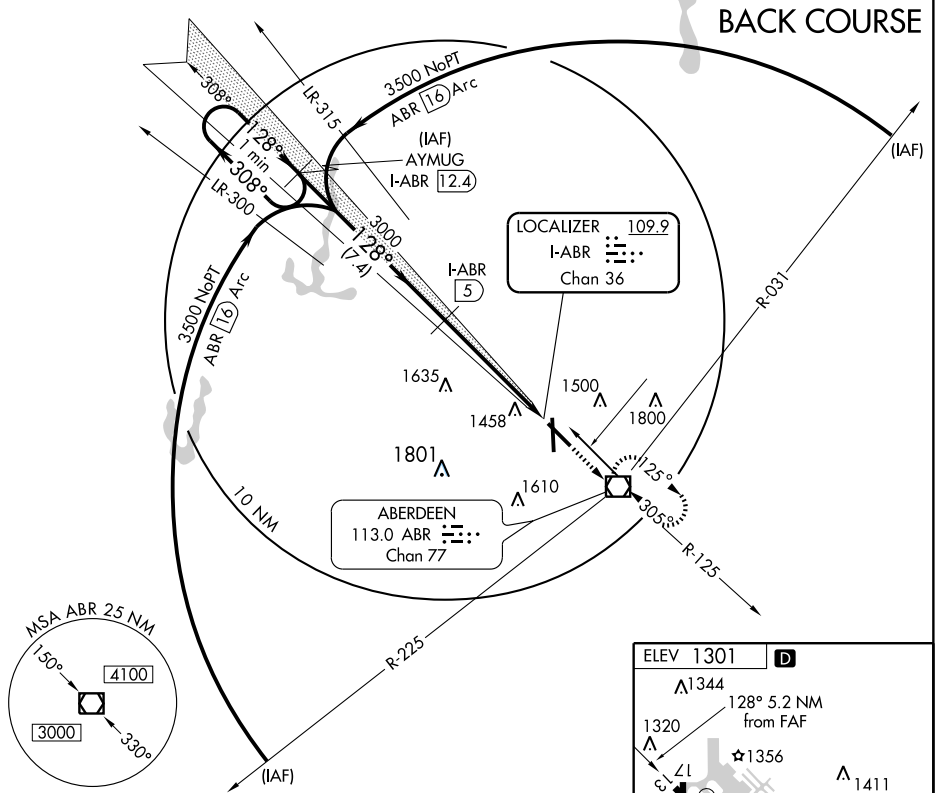 BACK COURSE
3500 NoPT
ABR 16 Arc
(IAF)
LR-315
308°
128°
1 min
308°
LR-300
(IAF)
AYMUG
I-ABR 12.4
3000
128°
(7.4)
I-ABR
5
LOCALIZER 109.9
I-ABR
Chan 36
R-031
3500 NoPT
ABR 16 Arc
1635
1458
1500
1800
1801
1610
125°
305°
10 NM
ABERDEEN
113.0 ABR
Chan 77
R-125
R-225
(IAF)
MSA ABR 25 NM
150°
4100
3000
330°
ELEV 1301 D
1344
128° 5.2 NM
from FAF
1320
1356
1411
13
17